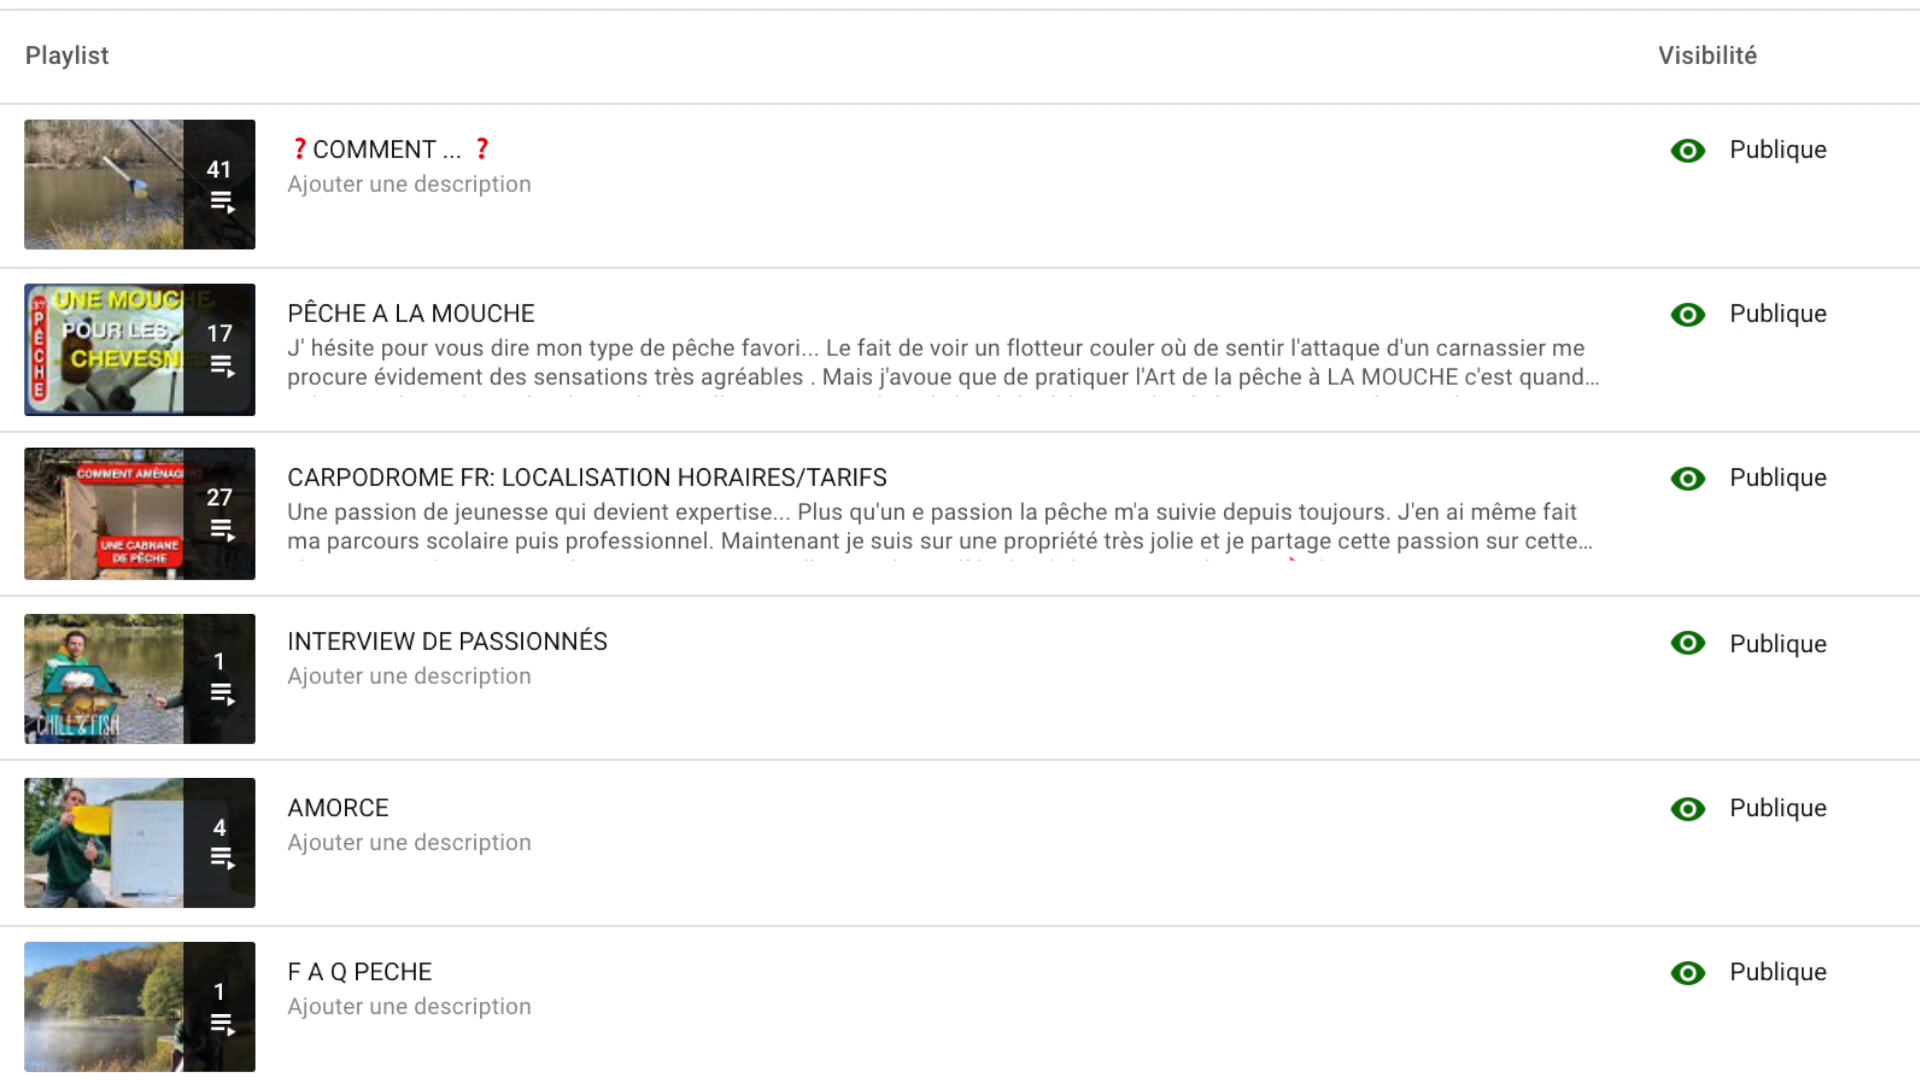 Playlist
Visibilité
41
❓COMMENT ... ❓
Ajouter une description
Publique
UNE MOUCHE
POUR LES
CHEVESN
PÊCHE
17
PÊCHE A LA MOUCHE
J' hésite pour vous dire mon type de pêche favori... Le fait de voir un flotteur couler où de sentir l'attaque d'un carnassier me
procure évidement des sensations très agréables . Mais j'avoue que de pratiquer l'Art de la pêche à LA MOUCHE c'est quand...
Publique
COMMENT AMÉNAG
UNE CABNANE
DE PÊCHE
27
CARPODROME FR: LOCALISATION HORAIRES/TARIFS
Une passion de jeunesse qui devient expertise... Plus qu'un e passion la pêche m'a suivie depuis toujours. J'en ai même fait
ma parcours scolaire puis professionnel. Maintenant je suis sur une propriété très jolie et je partage cette passion sur cette...
Publique
CHILL & FISH
1
INTERVIEW DE PASSIONNÉS
Ajouter une description
Publique
4
AMORCE
Ajouter une description
Publique
1
F A Q PECHE
Ajouter une description
Publique